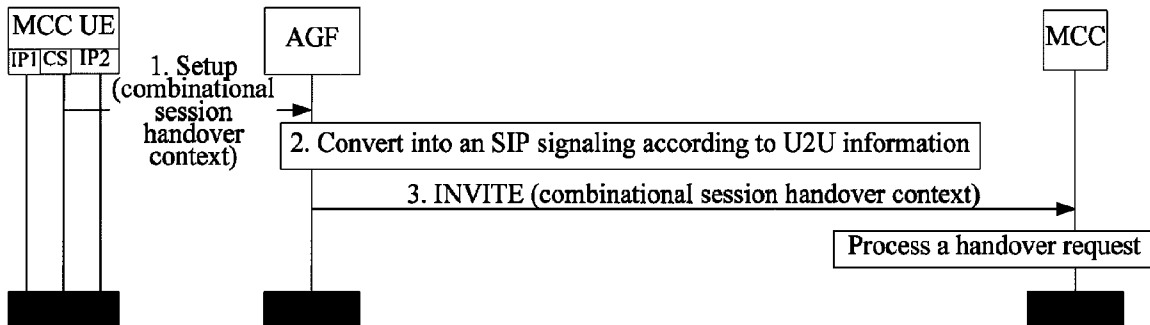 MCC UE
IP1 CS IP2
AGF
MCC
1. Setup
(combinational
session
handover
context)
2. Convert into an SIP signaling according to U2U information
3. INVITE (combinational session handover context)
Process a handover request